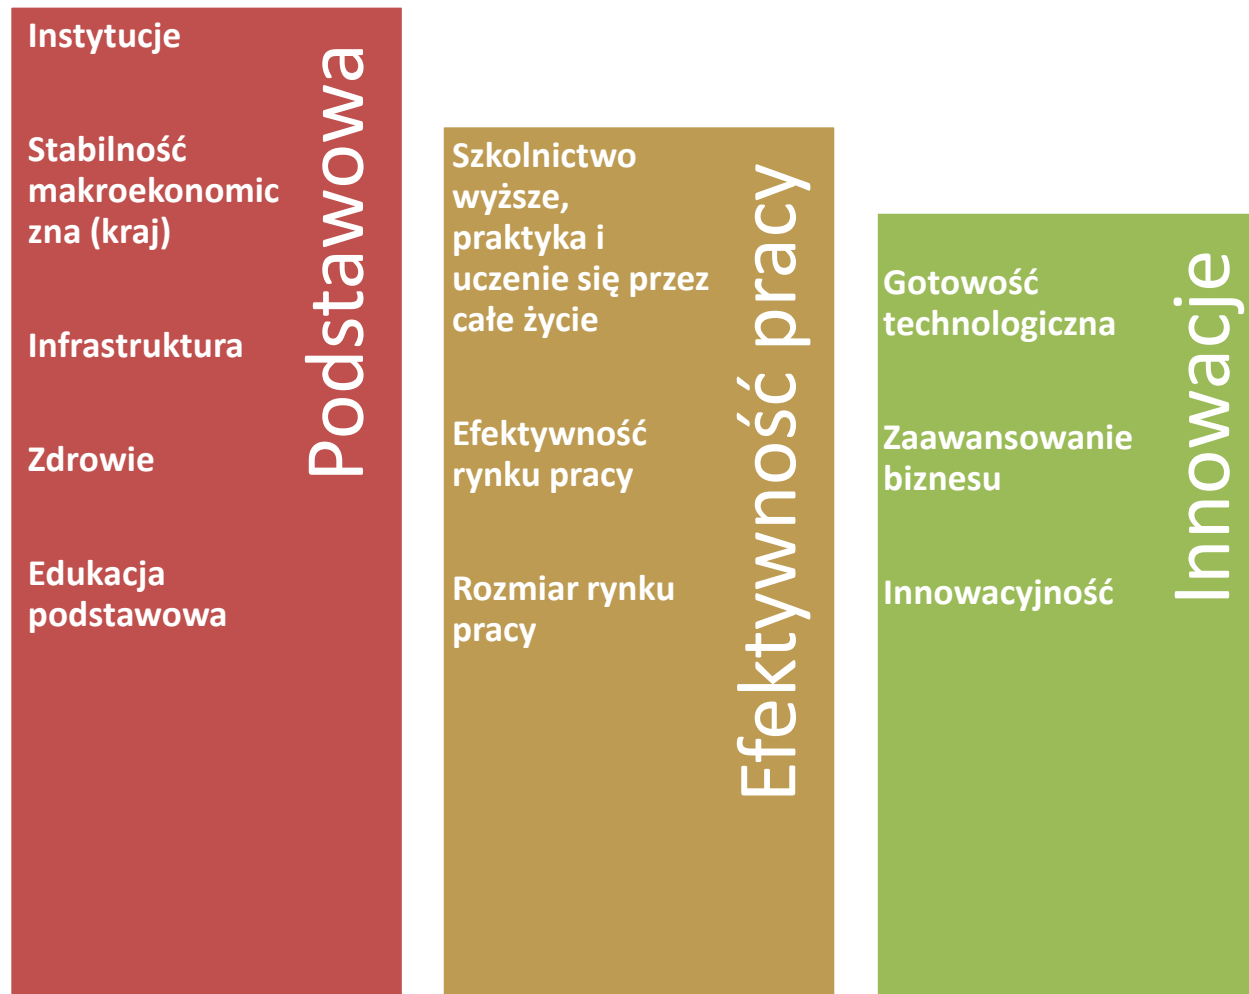 Podstawowa
Instytucje
Stabilność
makroekonomic
zna (kraj)
Infrastruktura
Zdrowie
Edukacja
podstawowa
Efektywność pracy
Szkolnictwo
wyższe,
praktyka i
uczenie się przez
całe życie
Efektywność
rynku pracy
Rozmiar rynku
pracy
Innowacje
Gotowość
technologiczna
Zaawansowanie
biznesu
Innowacyjność